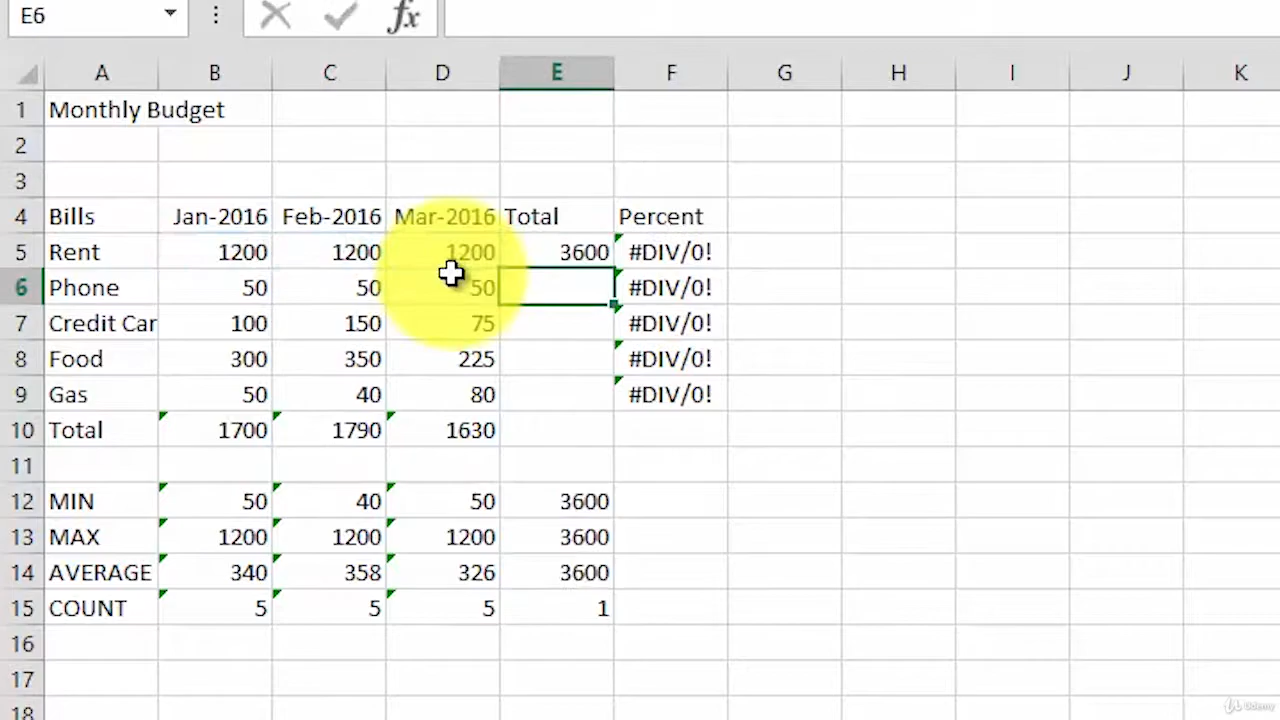 E6 fx
A B C D E F G H I J K
1 Monthly Budget
2
3
4 Bills Jan-2016 Feb-2016 Mar-2016 Total Percent
5 Rent 1200 1200 1200 3600 #DIV/0!
6 Phone 50 50 50 #DIV/0!
7 Credit Car 100 150 75 #DIV/0!
8 Food 300 350 225 #DIV/0!
9 Gas 50 40 80 #DIV/0!
10 Total 1700 1790 1630
11
12 MIN 50 40 50 3600
13 MAX 1200 1200 1200 3600
14 AVERAGE 340 358 326 3600
15 COUNT 5 5 5 1
16
17
18
Udemy